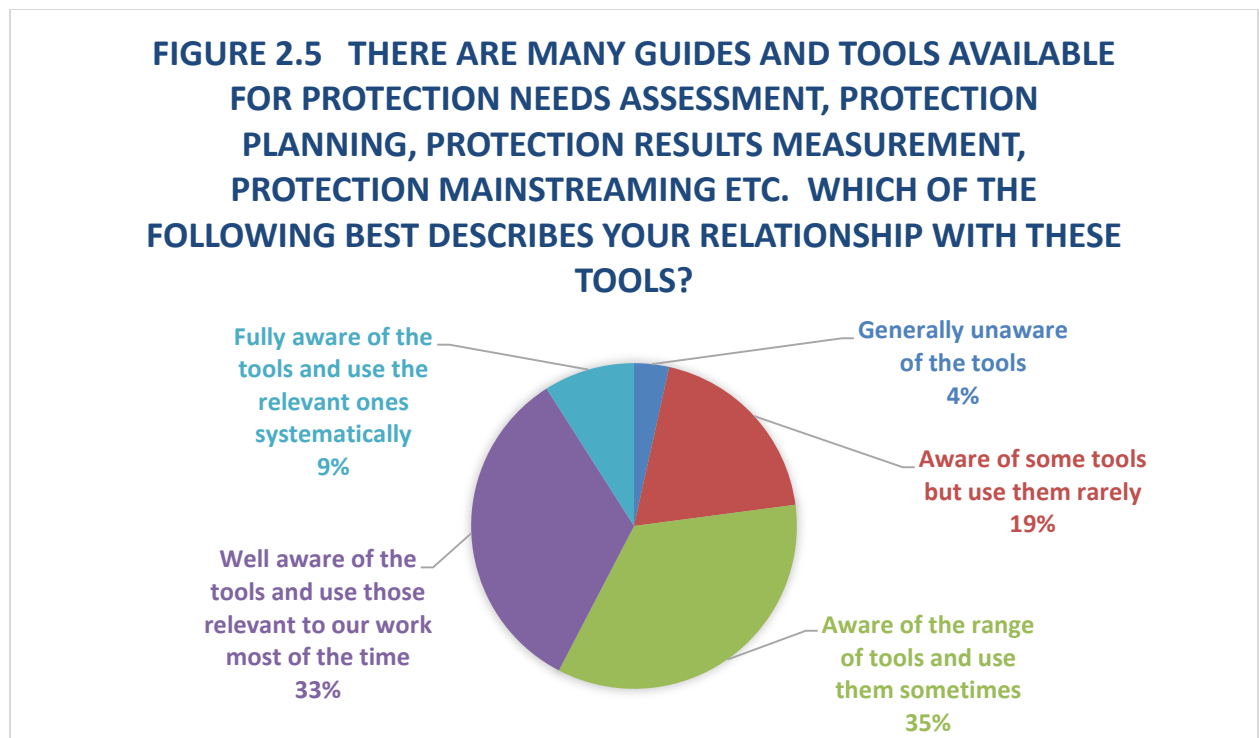 FIGURE 2.5   THERE ARE MANY GUIDES AND TOOLS AVAILABLE
FOR PROTECTION NEEDS ASSESSMENT, PROTECTION
PLANNING, PROTECTION RESULTS MEASUREMENT,
PROTECTION MAINSTREAMING ETC.  WHICH OF THE
FOLLOWING BEST DESCRIBES YOUR RELATIONSHIP WITH THESE
TOOLS?
Generally unaware
of the tools
4%
Aware of some tools
but use them rarely
19%
Aware of the range
of tools and use
them sometimes
35%
Well aware of the
tools and use those
relevant to our work
most of the time
33%
Fully aware of the
tools and use the
relevant ones
systematically
9%